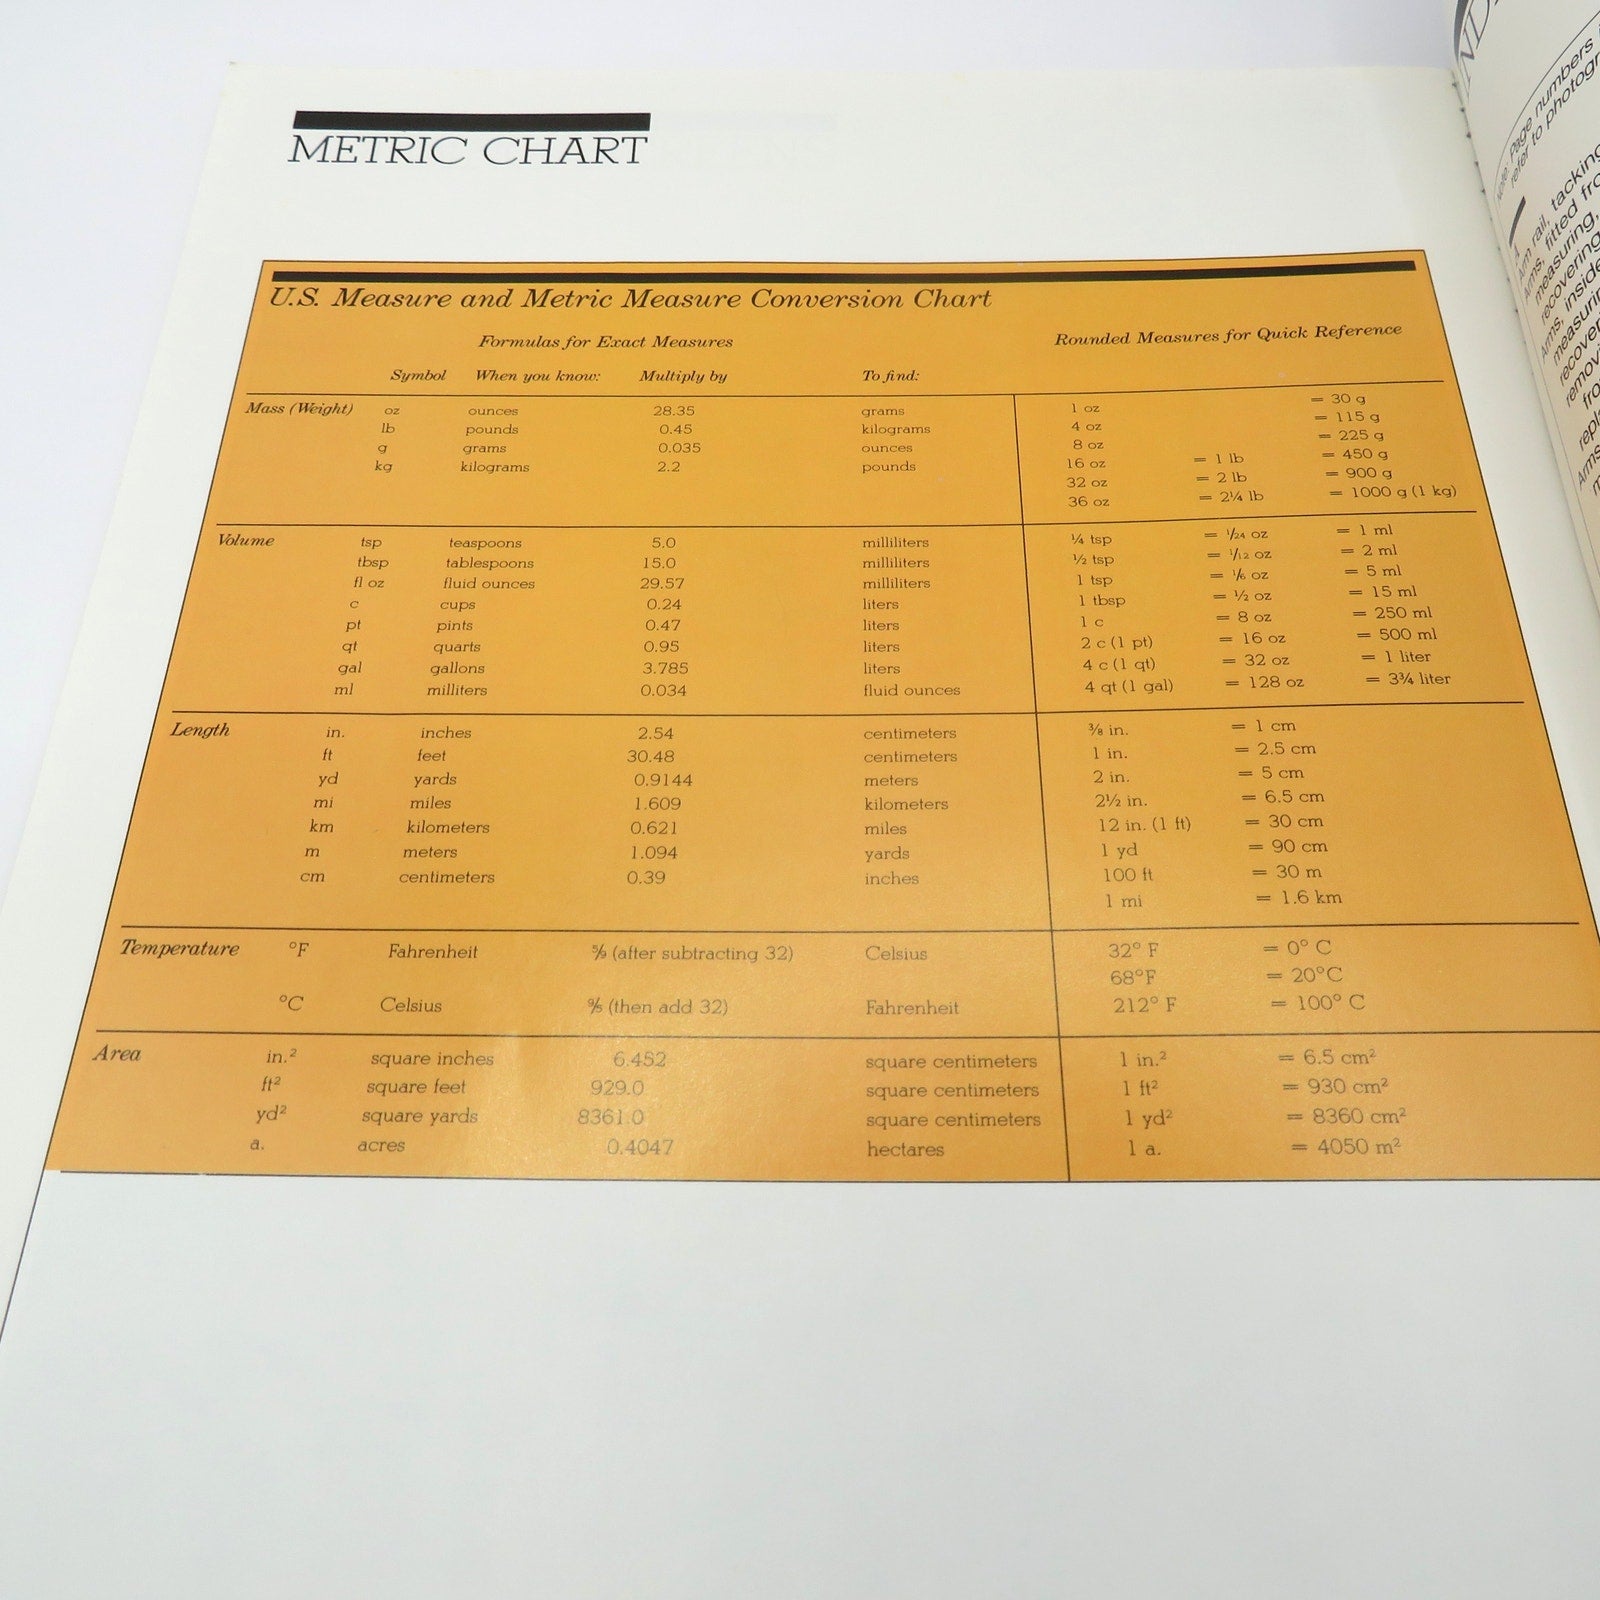 METRIC CHART
U.S. Measure and Metric Measure Conversion Chart
Formulas for Exact Measures Rounded Measures for Quick Reference
Symbol When you know: Multiply by To find:
Mass (Weight) oz ounces 28.35 grams 1 oz = 30 g
lb pounds 0.45 kilograms 4 oz = 115 g
g grams 0.035 ounces 8 oz = 225 g
kg kilograms 2.2 pounds 16 oz = 1 lb = 450 g
32 oz = 2 lb = 900 g
36 oz = 2¼ lb = 1000 g (1 kg)
Volume tsp teaspoons 5.0 milliliters ¼ tsp = 1/24 oz = 1 ml
tbsp tablespoons 15.0 milliliters ½ tsp = 1/12 oz = 2 ml
fl oz fluid ounces 29.57 milliliters 1 tsp = 1/6 oz = 5 ml
c cups 0.24 liters 1 tbsp = ½ oz = 15 ml
pt pints 0.47 liters 1 c = 8 oz = 250 ml
qt quarts 0.95 liters 2 c (1 pt) = 16 oz = 500 ml
gal gallons 3.785 liters 4 c (1 qt) = 32 oz = 1 liter
ml milliters 0.034 fluid ounces 4 qt (1 gal) = 128 oz = 3¾ liter
Length in. inches 2.54 centimeters ⅜ in. = 1 cm
ft feet 30.48 centimeters 1 in. = 2.5 cm
yd yards 0.9144 meters 2 in. = 5 cm
mi miles 1.609 kilometers 2½ in. = 6.5 cm
km kilometers 0.621 miles 12 in. (1 ft) = 30 cm
m meters 1.094 yards 1 yd = 90 cm
cm centimeters 0.39 inches 100 ft = 30 m
1 mi = 1.6 km
Temperature °F Fahrenheit 5/9 (after subtracting 32) Celsius 32° F = 0° C
68°F = 20°C
°C Celsius 9/5 (then add 32) Fahrenheit 212° F = 100° C
Area in.² square inches 6.452 square centimeters 1 in.² = 6.5 cm²
ft² square feet 929.0 square centimeters 1 ft² = 930 cm²
yd² square yards 8361.0 square centimeters 1 yd² = 8360 cm²
a. acres 0.4047 hectares 1 a. = 4050 m²
Note: Page numbers
refer to
Arm rail, tacking
Arms, fitted
measuring,
recovering
Arms, inside